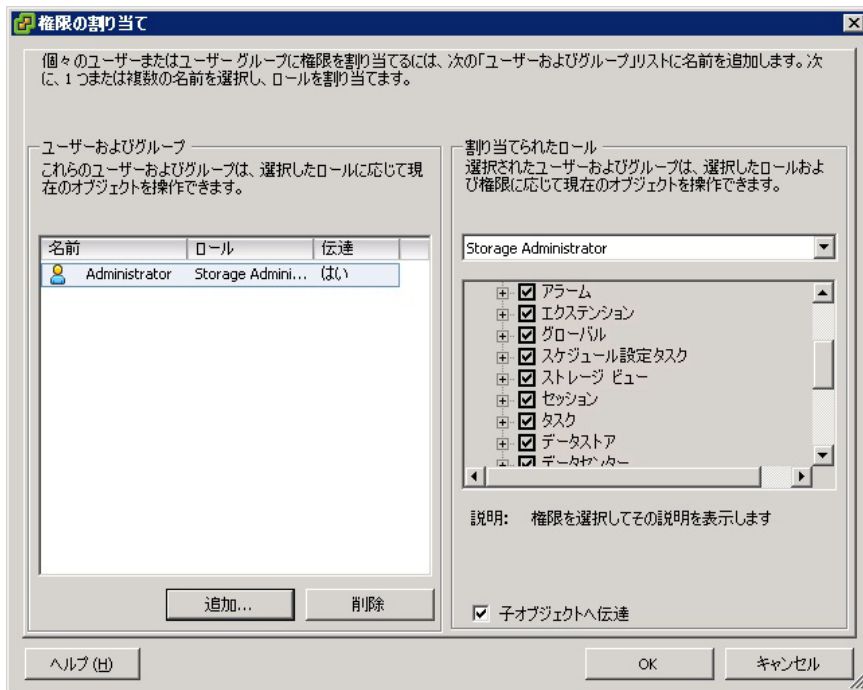 権限の割り当て
個々のユーザーまたはユーザー グループに権限を割り当てるには、次の「ユーザーおよびグループ」リストに名前を追加します。次
に、1 つまたは複数の名前を選択し、ロールを割り当てます。
ユーザーおよびグループ
これらのユーザーおよびグループは、選択したロールに応じて現
在のオブジェクトを操作できます。
名前 ロール 伝達
Administrator Storage Admini... はい
追加...
削除
割り当てられたロール
選択されたユーザーおよびグループは、選択したロールおよ
び権限に応じて現在のオブジェクトを操作できます。
Storage Administrator
アラーム
エクステンション
グローバル
スケジュール設定タスク
ストレージ ビュー
セッション
タスク
データストア
データセンター
説明: 権限を選択してその説明を表示します
子オブジェクトへ伝達
ヘルプ (H)
OK
キャンセル